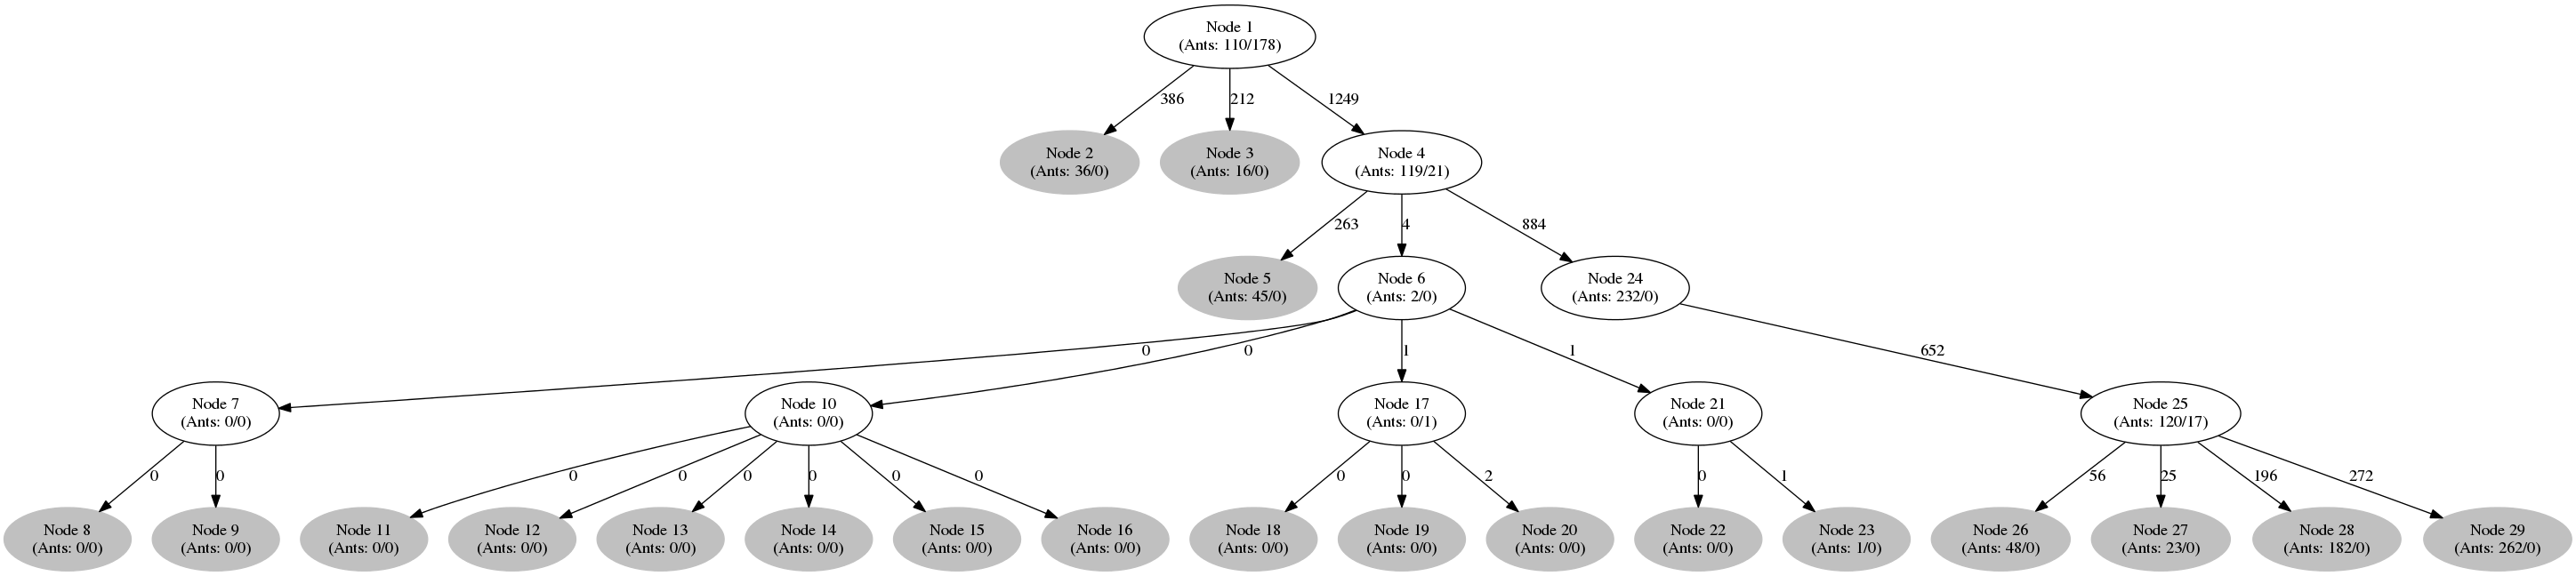 Node 1
(Ants: 110/178)
386
212
1249
Node 2
(Ants: 36/0)
Node 3
(Ants: 16/0)
Node 4
(Ants: 119/21)
263
4
884
Node 5
(Ants: 45/0)
Node 6
(Ants: 2/0)
Node 24
(Ants: 232/0)
0
0
1
1
652
Node 7
(Ants: 0/0)
Node 10
(Ants: 0/0)
Node 17
(Ants: 0/1)
Node 21
(Ants: 0/0)
Node 25
(Ants: 120/17)
0
0
0
0
0
0
0
0
0
0
2
0
1
56
25
196
272
Node 8
(Ants: 0/0)
Node 9
(Ants: 0/0)
Node 11
(Ants: 0/0)
Node 12
(Ants: 0/0)
Node 13
(Ants: 0/0)
Node 14
(Ants: 0/0)
Node 15
(Ants: 0/0)
Node 16
(Ants: 0/0)
Node 18
(Ants: 0/0)
Node 19
(Ants: 0/0)
Node 20
(Ants: 0/0)
Node 22
(Ants: 0/0)
Node 23
(Ants: 1/0)
Node 26
(Ants: 48/0)
Node 27
(Ants: 23/0)
Node 28
(Ants: 182/0)
Node 29
(Ants: 262/0)